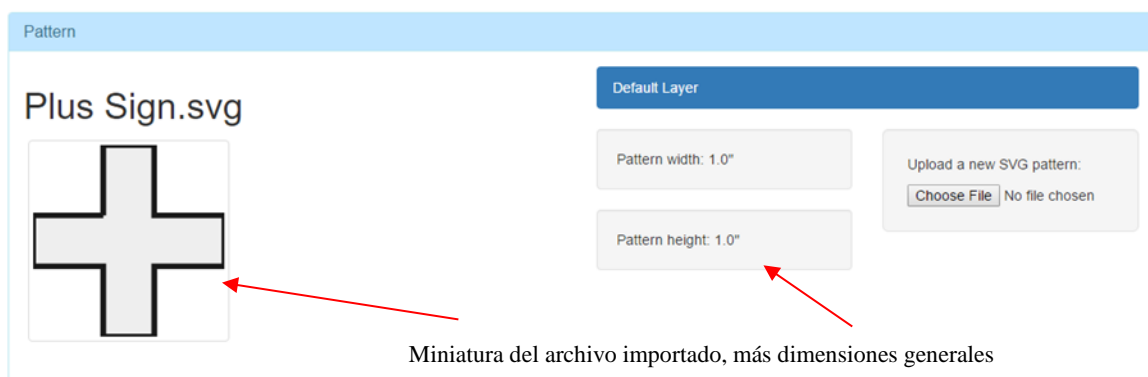 Pattern
Plus Sign.svg
Default Layer
Pattern width: 1.0"
Pattern height: 1.0"
Upload a new SVG pattern:
Choose File No file chosen
Miniatura del archivo importado, más dimensiones generales